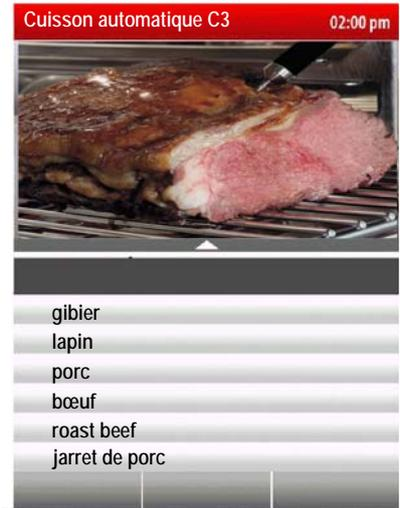 Cuisson automatique C3 02:00 pm
gibier
lapin
porc
bœuf
roast beef
jarret de porc